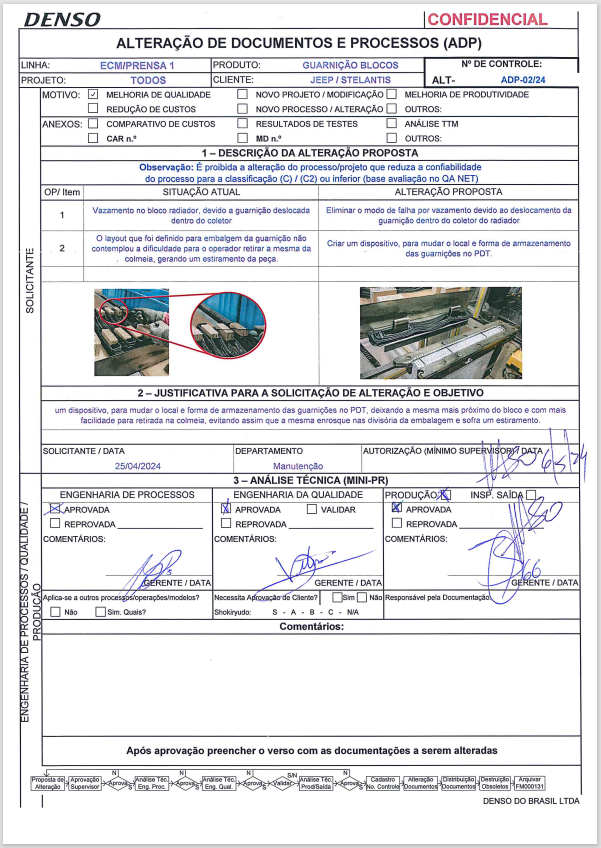 DENSO
CONFIDENCIAL
ALTERAÇÃO DE DOCUMENTOS E PROCESSOS (ADP)
LINHA: ECM/PRENSA 1 PRODUTO: GUARNIÇÃO BLOCOS Nº DE CONTROLE:
PROJETO: TODOS CLIENTE: JEEP / STELANTIS ALT- ADP-02/24
MOTIVO: ✓ MELHORIA DE QUALIDADE NOVO PROJETO / MODIFICAÇÃO MELHORIA DE PRODUTIVIDADE
REDUÇÃO DE CUSTOS NOVO PROCESSO / ALTERAÇÃO OUTROS:
ANEXOS: COMPARATIVO DE CUSTOS RESULTADOS DE TESTES ANÁLISE TTM
CAR n.º MD n.º OUTROS:
1 – DESCRIÇÃO DA ALTERAÇÃO PROPOSTA
Observação: É proibida a alteração do processo/projeto que reduza a confiabilidade
do processo para a classificação (C) / (C2) ou inferior (base avaliação no QA NET)
OP/ Item SITUAÇÃO ATUAL ALTERAÇÃO PROPOSTA
1 Vazamento no bloco radiador, devido a guarnição deslocada
dentro do coletor
Eliminar o modo de falha por vazamento devido ao deslocamento da
guarnição dentro do coletor do radiador
2 O layout que foi definido para embalgem da guarnição não
contemplou a dificuldade para o operador retirar a mesma da
colmeia, gerando um estiramento da peça.
Criar um dispositivo, para mudar o local e forma de armazenamento
das guarnições no PDT.
SOLICITANTE
2 – JUSTIFICATIVA PARA A SOLICITAÇÃO DE ALTERAÇÃO E OBJETIVO
um dispositivo, para mudar o local e forma de armazenamento das guarnições no PDT, deixando a mesma mais próximo do bloco e com mais
facilidade para retirada na colmeia, evitando assim que a mesma enrosque nas divisória da embalagem e sofra um estiramento.
SOLICITANTE / DATA DEPARTAMENTO AUTORIZAÇÃO (MÍNIMO SUPERVISOR) / DATA
25/04/2024 Manutenção
3 – ANÁLISE TÉCNICA (MINI-PR)
ENGENHARIA DE PROCESSOS ENGENHARIA DA QUALIDADE PRODUÇÃO X INSP. SAÍDA
X APROVADA X APROVADA VALIDAR X APROVADA
REPROVADA REPROVADA REPROVADA
COMENTÁRIOS: COMENTÁRIOS: COMENTÁRIOS:
GERENTE / DATA GERENTE / DATA GERENTE / DATA
Aplica-se a outros processos/operações/modelos? Necessita Aprovação de Cliente? Sim Não Responsável pela Documentação:
Não Sim. Quais? Shokiryudo: S - A - B - C - N/A
ENGENHARIA DE PROCESSOS / QUALIDADE / PRODUÇÃO
Comentários:
Após aprovação preencher o verso com as documentações a serem alteradas
Proposta de Alteração Aprovação Supervisor Aprova Análise Téc. Eng. Proc. Aprova Análise Téc. Eng. Qual. Aprova Validar Análise Téc. Prod/Saída Aprova Cadastro No. Controle Alteração Documentos Distribuição Documentos Destruição Obsoletos Arquivar FM000131
DENSO DO BRASIL LTDA